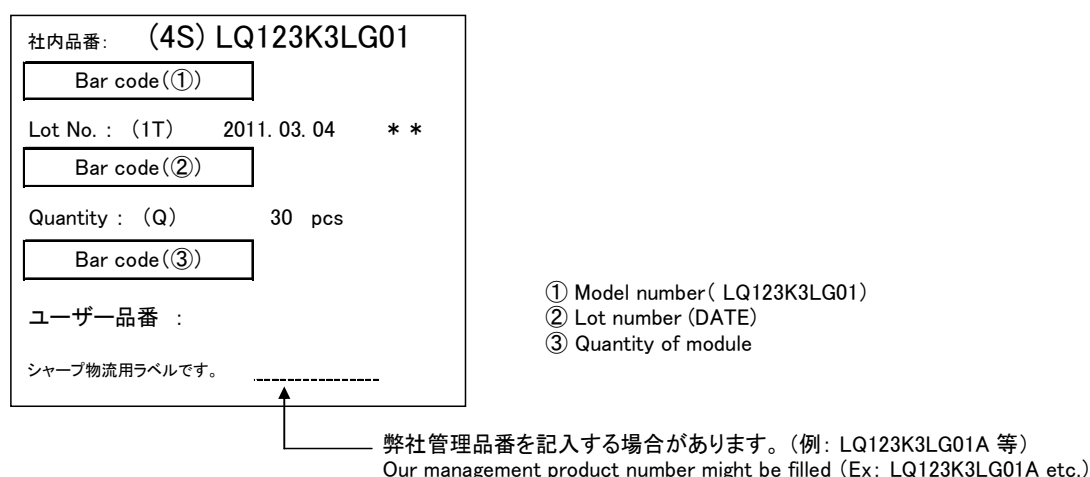 社内品番: (4S) LQ123K3LG01
Bar code(①)
Lot No. : (1T) 2011. 03. 04 * *
Bar code(②)
Quantity : (Q) 30 pcs
Bar code(③)
ユーザー品番 :
シャープ物流用ラベルです。
① Model number( LQ123K3LG01)
② Lot number (DATE)
③ Quantity of module
弊社管理品番を記入する場合があります。(例: LQ123K3LG01A 等)
Our management product number might be filled (Ex: LQ123K3LG01A etc.)